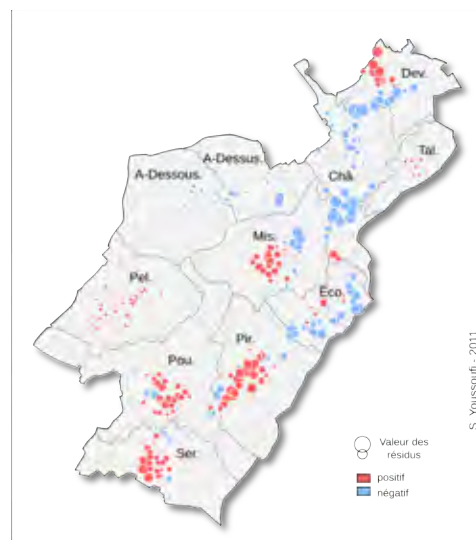 Dev.
Tal.
A-Dessus.
A-Dessous.
Châ.
Mis.
Pel.
Eco.
Pir.
Pou.
Ser.
S. Youssoufi - 2011
Valeur des
résidus
positif
négatif